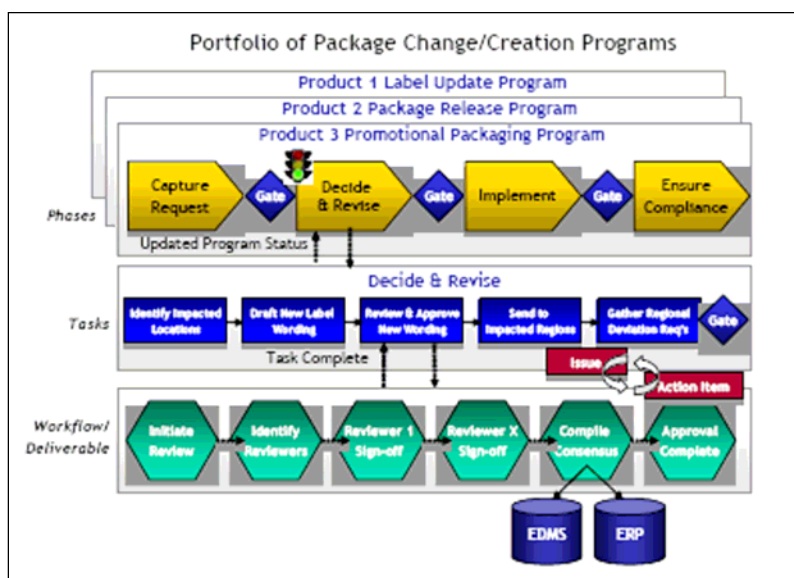 Portfolio of Package Change/Creation Programs
Product 1 Label Update Program
Product 2 Package Release Program
Product 3 Promotional Packaging Program
Capture
Request
Gate
Decide
& Revise
Gate
Implement
Gate
Ensure
Compliance
Phases
Updated Program Status
Decide & Revise
Tasks
Identify Impacted
Locations
Draft New Label
Wording
Review & Approve
New Wording
Send to
Impacted Regions
Gather Regional
Deviation Req's
Gate
Task Complete
Issue
Action Item
Workflow/
Deliverable
Initiate
Review
Identify
Reviewers
Reviewer 1
Sign-off
Reviewer X
Sign-off
Compile
Consensus
Approval
Complete
EDMS
ERP